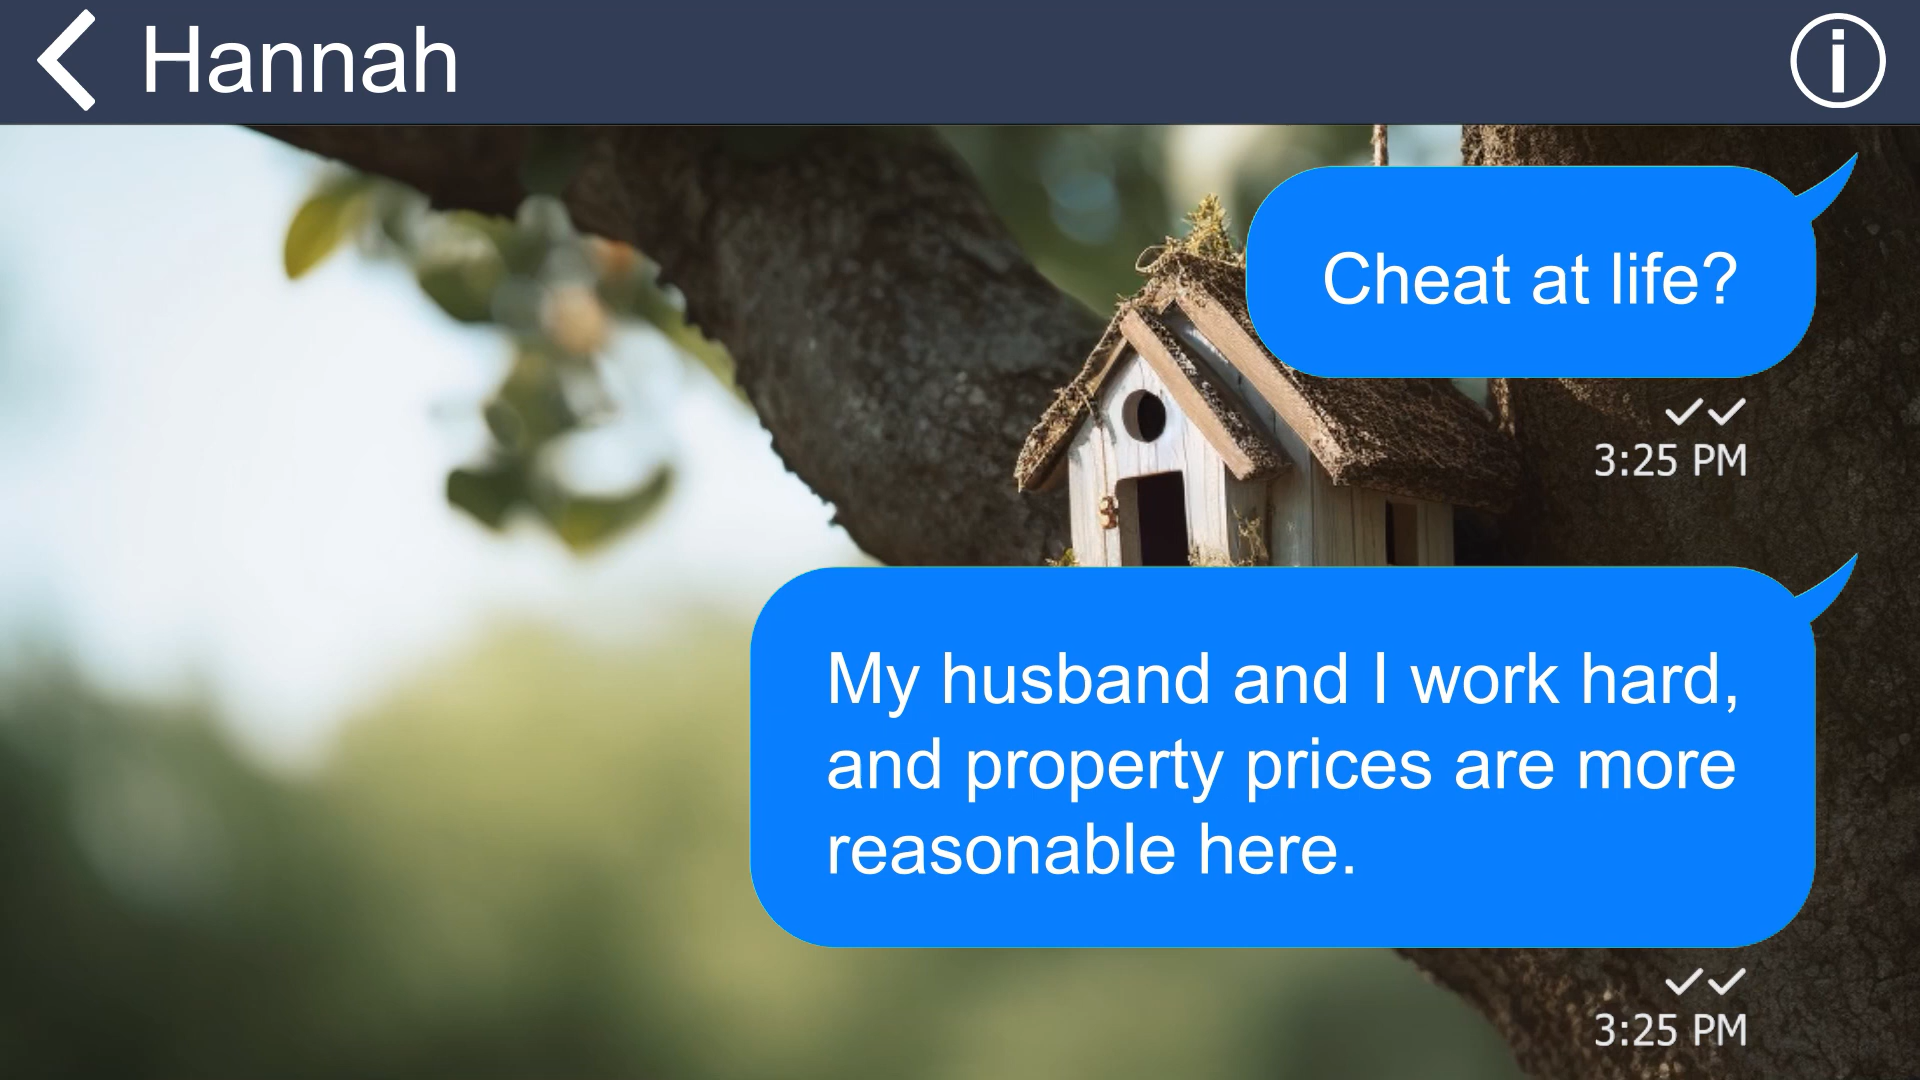 Hannah
Cheat at life?
3:25 PM
My husband and I work hard,
and property prices are more
reasonable here.
3:25 PM